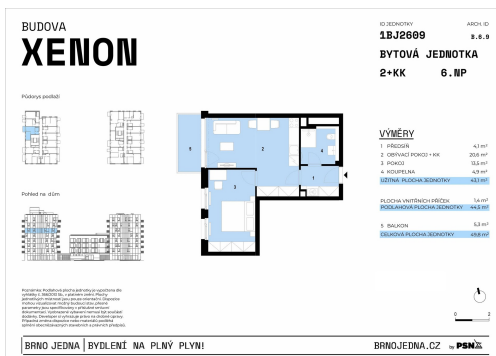 BUDOVA
XENON
ID JEDNOTKY
ARCH. ID
1BJ2609
B.6.9
BYTOVÁ JEDNOTKA
2+KK
6.NP
Půdorys podlaží
5
2
4
3
1
VÝMĚRY
1 PŘEDSÍŇ 4,1 m²
2 OBÝVACÍ POKOJ + KK 20,6 m²
3 POKOJ 13,5 m²
4 KOUPELNA 4,9 m²
UŽITNÁ PLOCHA JEDNOTKY 43,1 m²
PLOCHA VNITŘNÍCH PŘÍČEK 1,4 m²
PODLAHOVÁ PLOCHA JEDNOTKY 44,5 m²
5 BALKON 5,3 m²
CELKOVÁ PLOCHA JEDNOTKY 49,8 m²
Pohled na dům
0
2
BRNO JEDNA
BYDLENÍ NA PLNÝ PLYN!
BRNOJEDNA.CZ
by PSN